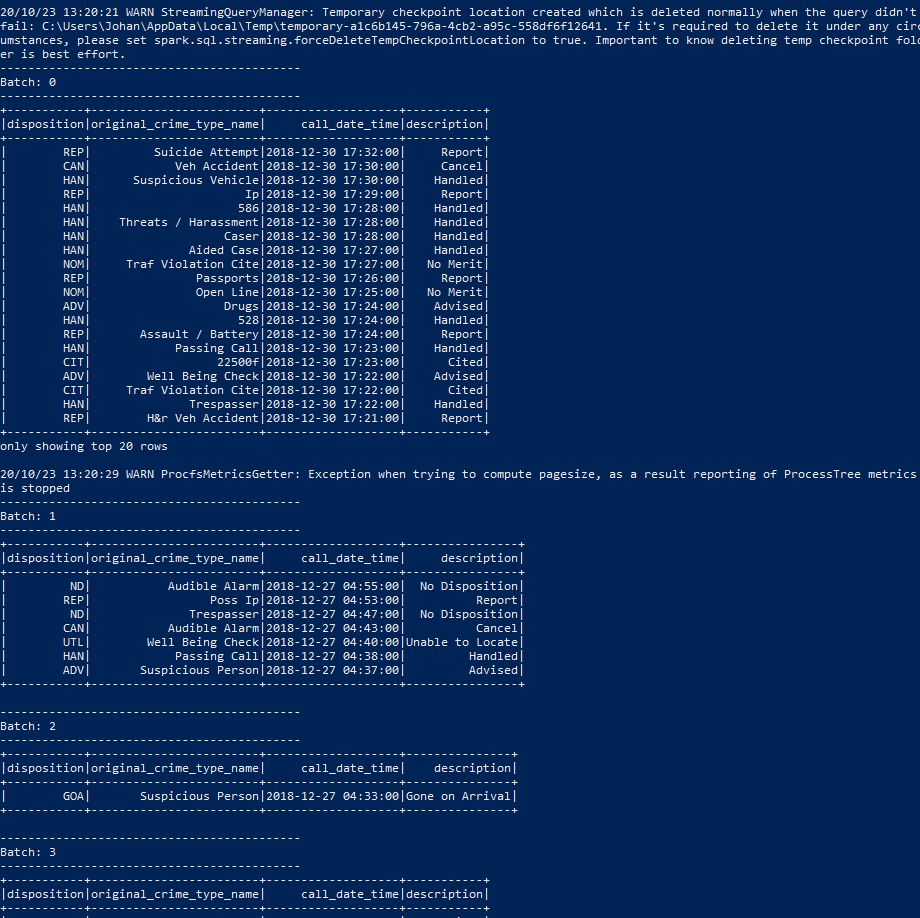 20/10/23 13:20:21 WARN StreamingQueryManager: Temporary checkpoint location created which is deleted normally when the query didn't
fail: C:\Users\Johan\AppData\Local\Temp\temporary-a1c6b145-796a-4cb2-a95c-558df6f12641. If it's required to delete it under any circ
umstances, please set spark.sql.streaming.forceDeleteTempCheckpointLocation to true. Important to know deleting temp checkpoint fold
er is best effort.
-------------------------------------------
Batch: 0
-------------------------------------------
+-----------+------------------------+-------------------+-----------+
|disposition|original_crime_type_name|     call_date_time|description|
+-----------+------------------------+-------------------+-----------+
|        REP|         Suicide Attempt|2018-12-30 17:32:00|     Report|
|        CAN|            Veh Accident|2018-12-30 17:30:00|     Cancel|
|        HAN|      Suspicious Vehicle|2018-12-30 17:30:00|    Handled|
|        REP|                      Ip|2018-12-30 17:29:00|     Report|
|        HAN|                     586|2018-12-30 17:28:00|    Handled|
|        HAN|    Threats / Harassment|2018-12-30 17:28:00|    Handled|
|        HAN|                   Caser|2018-12-30 17:28:00|    Handled|
|        HAN|              Aided Case|2018-12-30 17:27:00|    Handled|
|        NOM|     Traf Violation Cite|2018-12-30 17:27:00|   No Merit|
|        REP|               Passports|2018-12-30 17:26:00|     Report|
|        NOM|               Open Line|2018-12-30 17:25:00|   No Merit|
|        ADV|                   Drugs|2018-12-30 17:24:00|    Advised|
|        HAN|                     528|2018-12-30 17:24:00|    Handled|
|        REP|       Assault / Battery|2018-12-30 17:24:00|     Report|
|        HAN|            Passing Call|2018-12-30 17:23:00|    Handled|
|        CIT|                  22500f|2018-12-30 17:23:00|      Cited|
|        ADV|        Well Being Check|2018-12-30 17:22:00|    Advised|
|        CIT|     Traf Violation Cite|2018-12-30 17:22:00|      Cited|
|        HAN|              Trespasser|2018-12-30 17:22:00|    Handled|
|        REP|        H&r Veh Accident|2018-12-30 17:21:00|     Report|
+-----------+------------------------+-------------------+-----------+
only showing top 20 rows
20/10/23 13:20:29 WARN ProcfsMetricsGetter: Exception when trying to compute pagesize, as a result reporting of ProcessTree metrics
is stopped
-------------------------------------------
Batch: 1
-------------------------------------------
+-----------+------------------------+-------------------+----------------+
|disposition|original_crime_type_name|     call_date_time|     description|
+-----------+------------------------+-------------------+----------------+
|         ND|           Audible Alarm|2018-12-27 04:55:00|  No Disposition|
|        REP|                 Poss Ip|2018-12-27 04:53:00|          Report|
|         ND|              Trespasser|2018-12-27 04:47:00|  No Disposition|
|        CAN|           Audible Alarm|2018-12-27 04:43:00|          Cancel|
|        UTL|        Well Being Check|2018-12-27 04:40:00|Unable to Locate|
|        HAN|            Passing Call|2018-12-27 04:38:00|         Handled|
|        ADV|       Suspicious Person|2018-12-27 04:37:00|         Advised|
+-----------+------------------------+-------------------+----------------+
-------------------------------------------
Batch: 2
-------------------------------------------
+-----------+------------------------+-------------------+---------------+
|disposition|original_crime_type_name|     call_date_time|    description|
+-----------+------------------------+-------------------+---------------+
|        GOA|       Suspicious Person|2018-12-27 04:33:00|Gone on Arrival|
+-----------+------------------------+-------------------+---------------+
-------------------------------------------
Batch: 3
-------------------------------------------
+-----------+------------------------+-------------------+-----------+
|disposition|original_crime_type_name|     call_date_time|description|
+-----------+------------------------+-------------------+-----------+